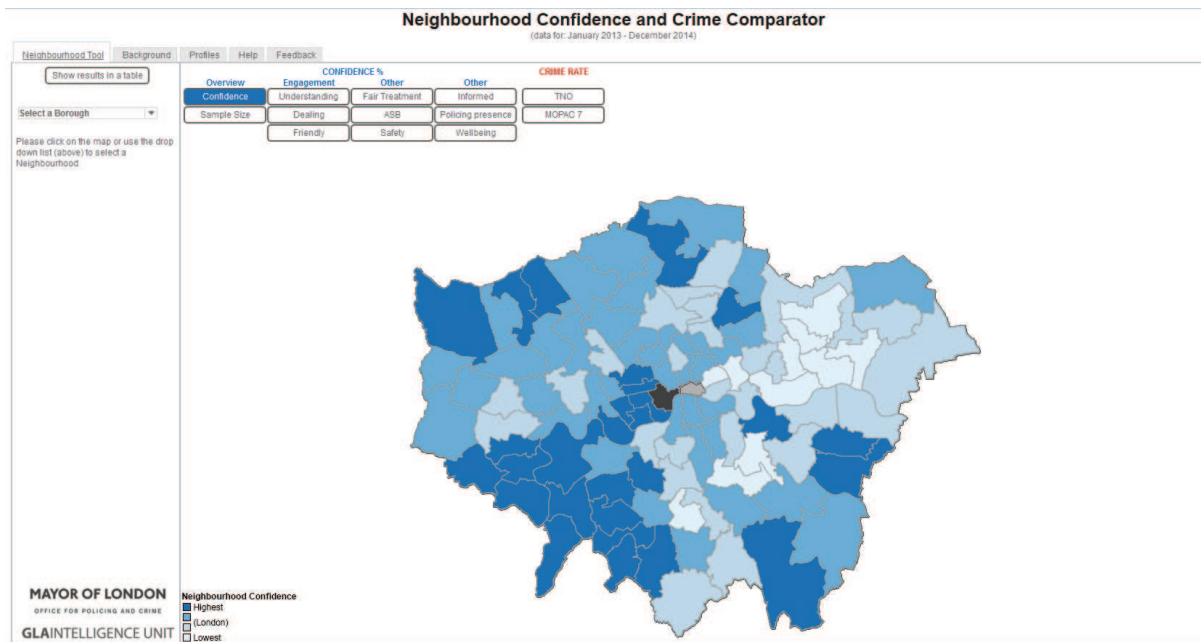 Neighbourhood Confidence and Crime Comparator
(data for: January 2013 - December 2014)
Neighbourhood Tool Background Profiles Help Feedback
Show results in a table
Select a Borough
Please click on the map or use the drop
down list (above) to select a
Neighbourhood
CONFIDENCE % CRIME RATE
Overview Engagement Other Other
Confidence Understanding Fair Treatment Informed TNO
Sample Size Dealing ASB Policing presence MOPAC 7
Friendly Safety Wellbeing
MAYOR OF LONDON
OFFICE FOR POLICING AND CRIME
GLAINTELLIGENCE UNIT
Neighbourhood Confidence
Highest
(London)
Lowest